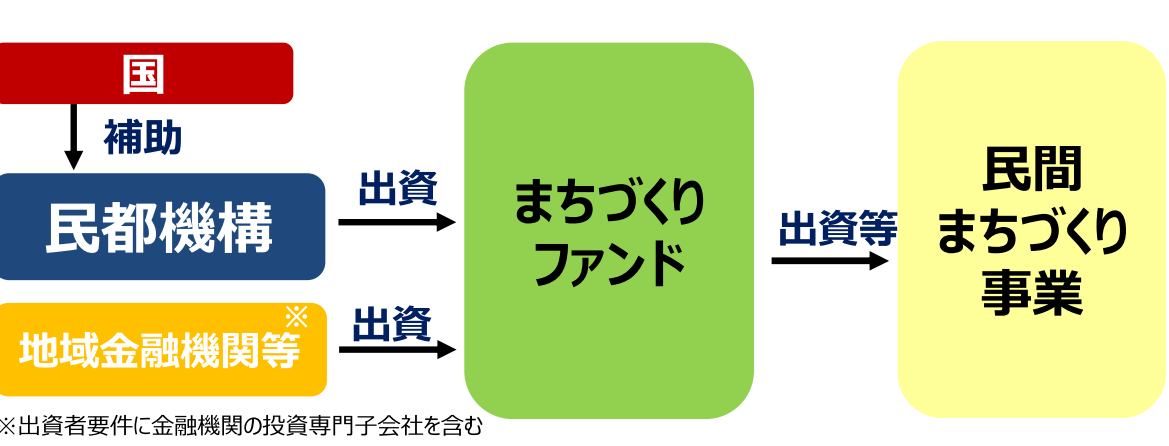 国
補助
民都機構
出資
地域金融機関等※
出資
まちづくり
ファンド
出資等
民間
まちづくり
事業
※出資者要件に金融機関の投資専門子会社を含む